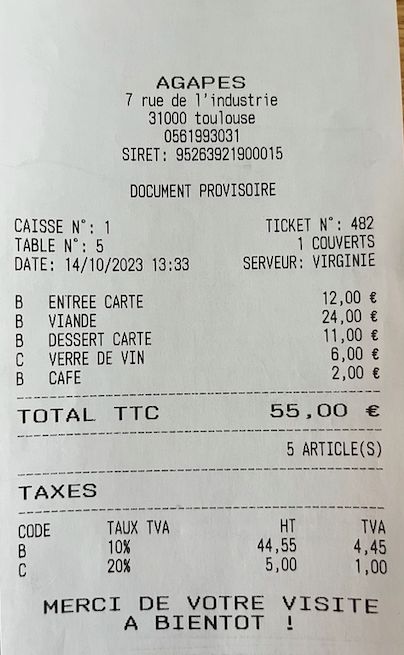 AGAPES
7 rue de l'industrie
31000 toulouse
0561993031
SIRET: 95263921900015
DOCUMENT PROVISOIRE
CAISSE N°: 1 TICKET N°: 482
TABLE N°: 5 1 COUVERTS
DATE: 14/10/2023 13:33 SERVEUR: VIRGINIE
B ENTREE CARTE 12,00 €
B VIANDE 24,00 €
B DESSERT CARTE 11,00 €
C VERRE DE VIN 6,00 €
B CAFE 2,00 €
TOTAL TTC 55,00 €
5 ARTICLE(S)
TAXES
CODE TAUX TVA HT TVA
B 10% 44,55 4,45
C 20% 5,00 1,00
MERCI DE VOTRE VISITE
A BIENTOT !